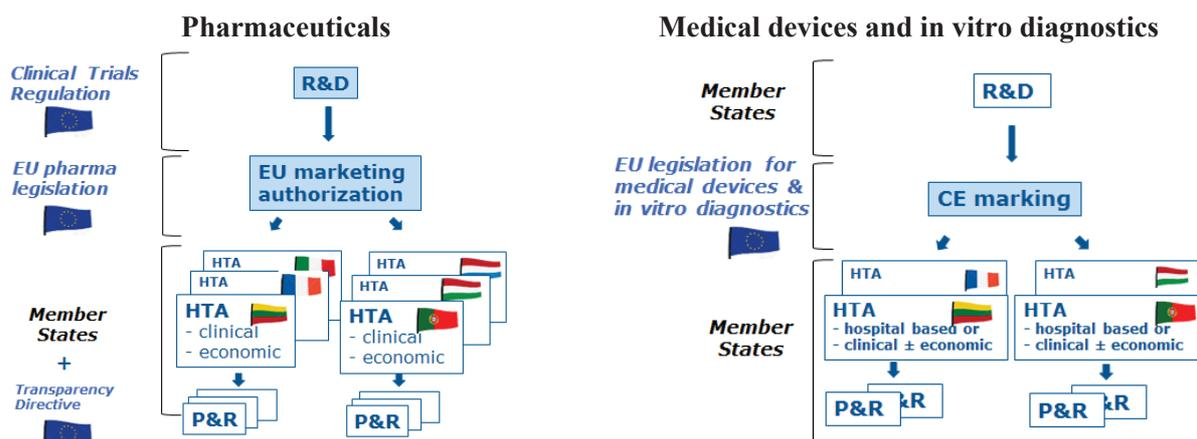 Pharmaceuticals
Clinical Trials
Regulation
R&D
EU pharma
legislation
EU marketing
authorization
HTA
HTA
HTA
- clinical
- economic
HTA
HTA
HTA
- clinical
- economic
Member
States
+
Transparency
Directive
P&R
P&R
Medical devices and in vitro diagnostics
Member
States
R&D
EU legislation for
medical devices &
in vitro diagnostics
CE marking
Member
States
HTA
HTA
- hospital based or
- clinical ± economic
HTA
HTA
- hospital based or
- clinical ± economic
P&R
&R
P&R
&R